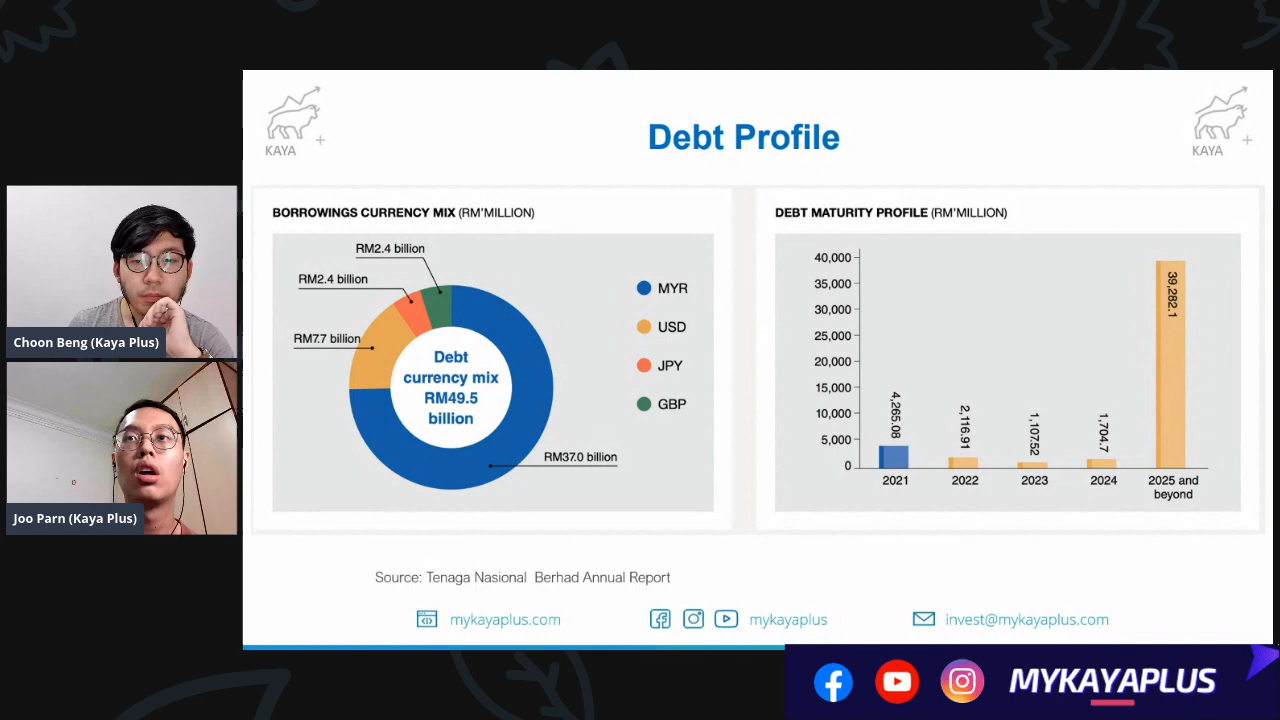 KAYA
KAYA
Debt Profile
BORROWINGS CURRENCY MIX (RM'MILLION)
RM2.4 billion
RM2.4 billion
RM7.7 billion
RM37.0 billion
Debt
currency mix
RM49.5
billion
MYR
USD
JPY
GBP
DEBT MATURITY PROFILE (RM'MILLION)
40,000
35,000
30,000
25,000
20,000
15,000
10,000
5,000
0
4,265.08
2,116.91
1,107.52
1,704.7
39,282.1
2021
2022
2023
2024
2025 and
beyond
Choon Beng (Kaya Plus)
Joo Parn (Kaya Plus)
Source: Tenaga Nasional Berhad Annual Report
mykayaplus.com
mykayaplus
invest@mykayaplus.com
MYKAYAPLUS